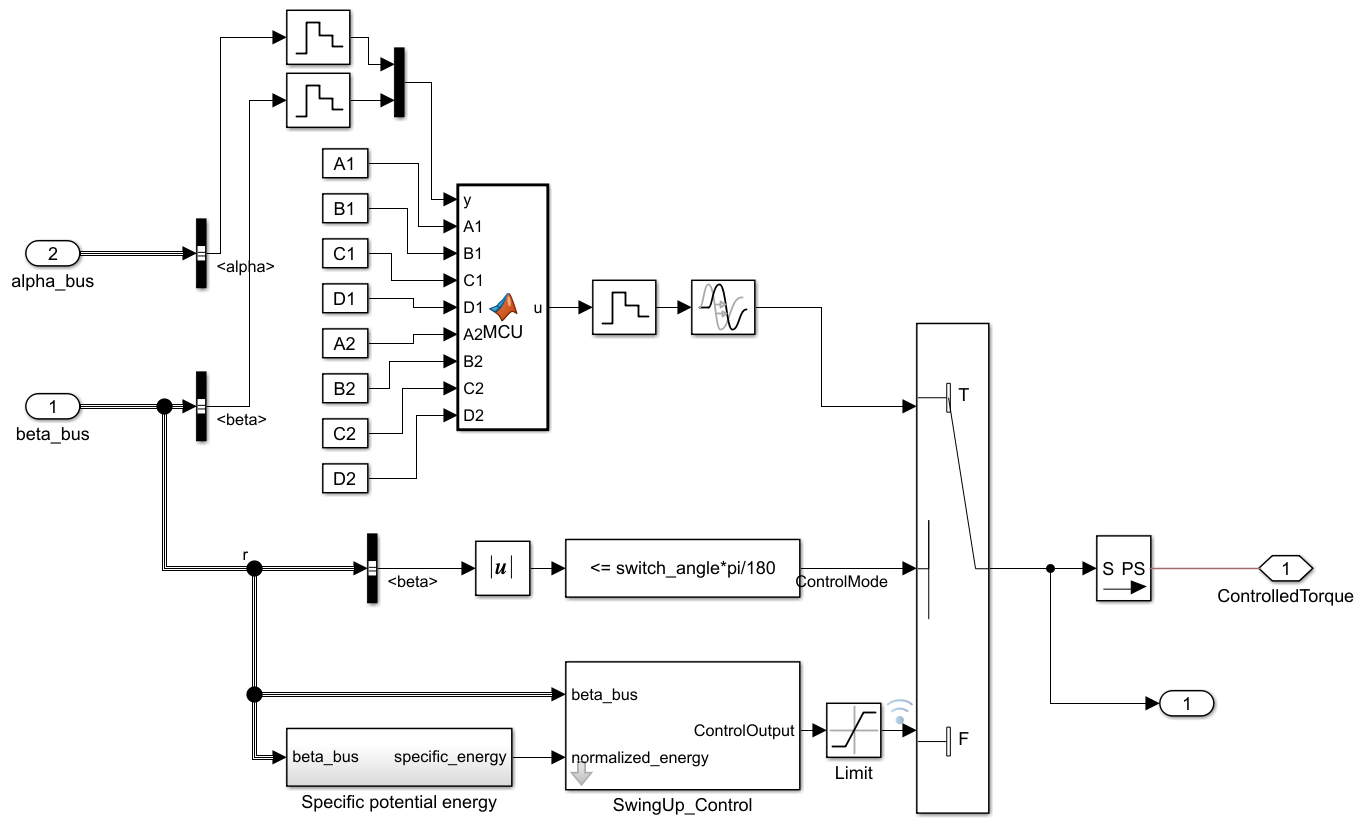 A1
B1
C1
D1
A2
B2
C2
D2
y
A1
B1
C1
D1
A2
B2
C2
D2
MCU
u
2
alpha_bus
<alpha>
1
beta_bus
<beta>
r
<beta>
|u|
<= switch_angle*pi/180
ControlMode
T
F
S PS
1
ControlledTorque
1
beta_bus
normalized_energy
ControlOutput
SwingUp_Control
Limit
beta_bus
specific_energy
Specific potential energy